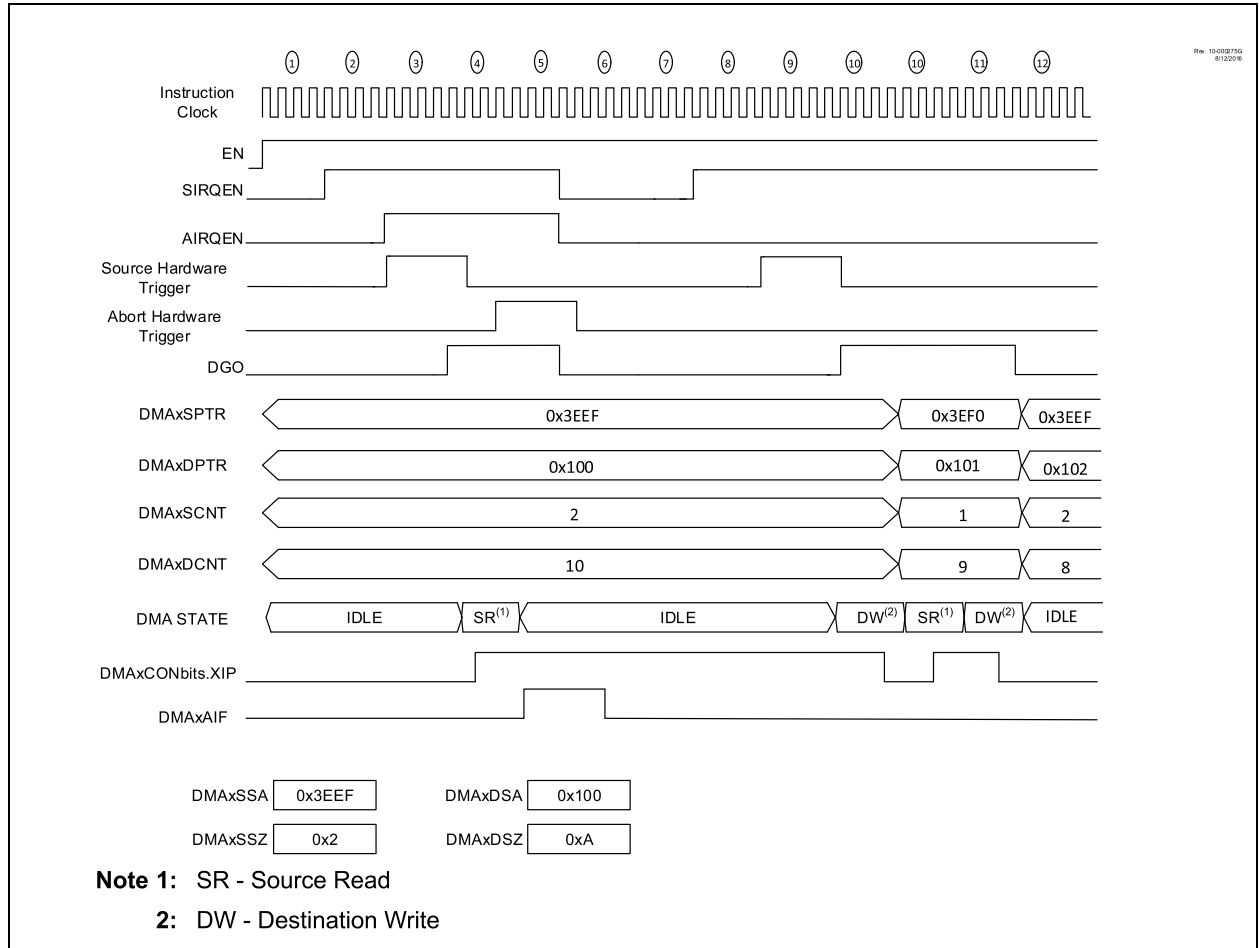 Rev. 10-000275G
8/12/2016
1 2 3 4 5 6 7 8 9 10 10 11 12
Instruction
Clock
EN
SIRQEN
AIRQEN
Source Hardware
Trigger
Abort Hardware
Trigger
DGO
DMAxSPTR 0x3EEF 0x3EF0 0x3EEF
DMAxDPTR 0x100 0x101 0x102
DMAxSCNT 2 1 2
DMAxDCNT 10 9 8
DMA STATE IDLE SR(1) IDLE DW(2) SR(1) DW(2) IDLE
DMAxCONbits.XIP
DMAxAIF
DMAxSSA 0x3EEF DMAxDSA 0x100
DMAxSSZ 0x2 DMAxDSZ 0xA
Note 1: SR - Source Read
2: DW - Destination Write